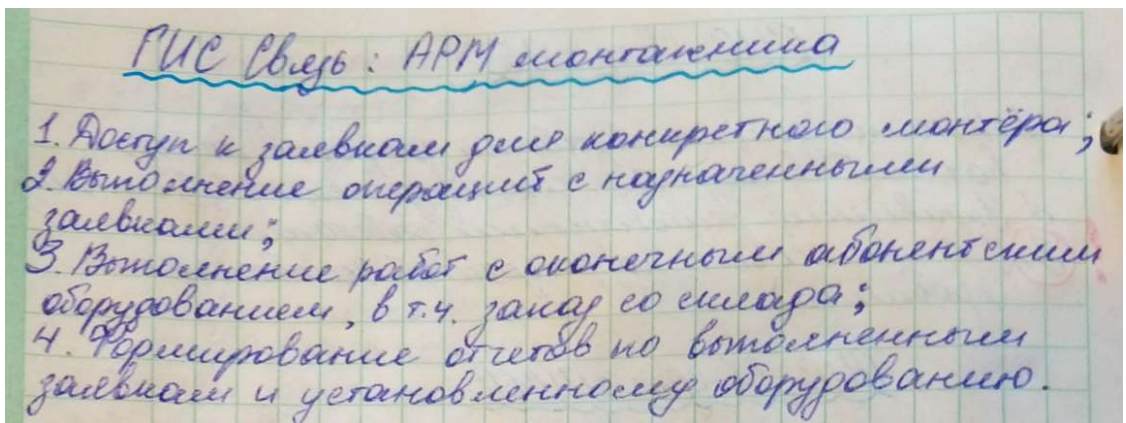 ГИС Связь: АРМ монтажника
1. Доступ к заявкам для конкретного монтёра;
2. Выполнение операций с назначенными
заявками;
3. Выполнение работ с оконечным абонентским
оборудованием, в т.ч. заказ со склада;
4. Формирование отчетов по выполненным
заявкам и установленному оборудованию.